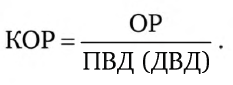 КОР = ОР / ПВД (ДВД) .